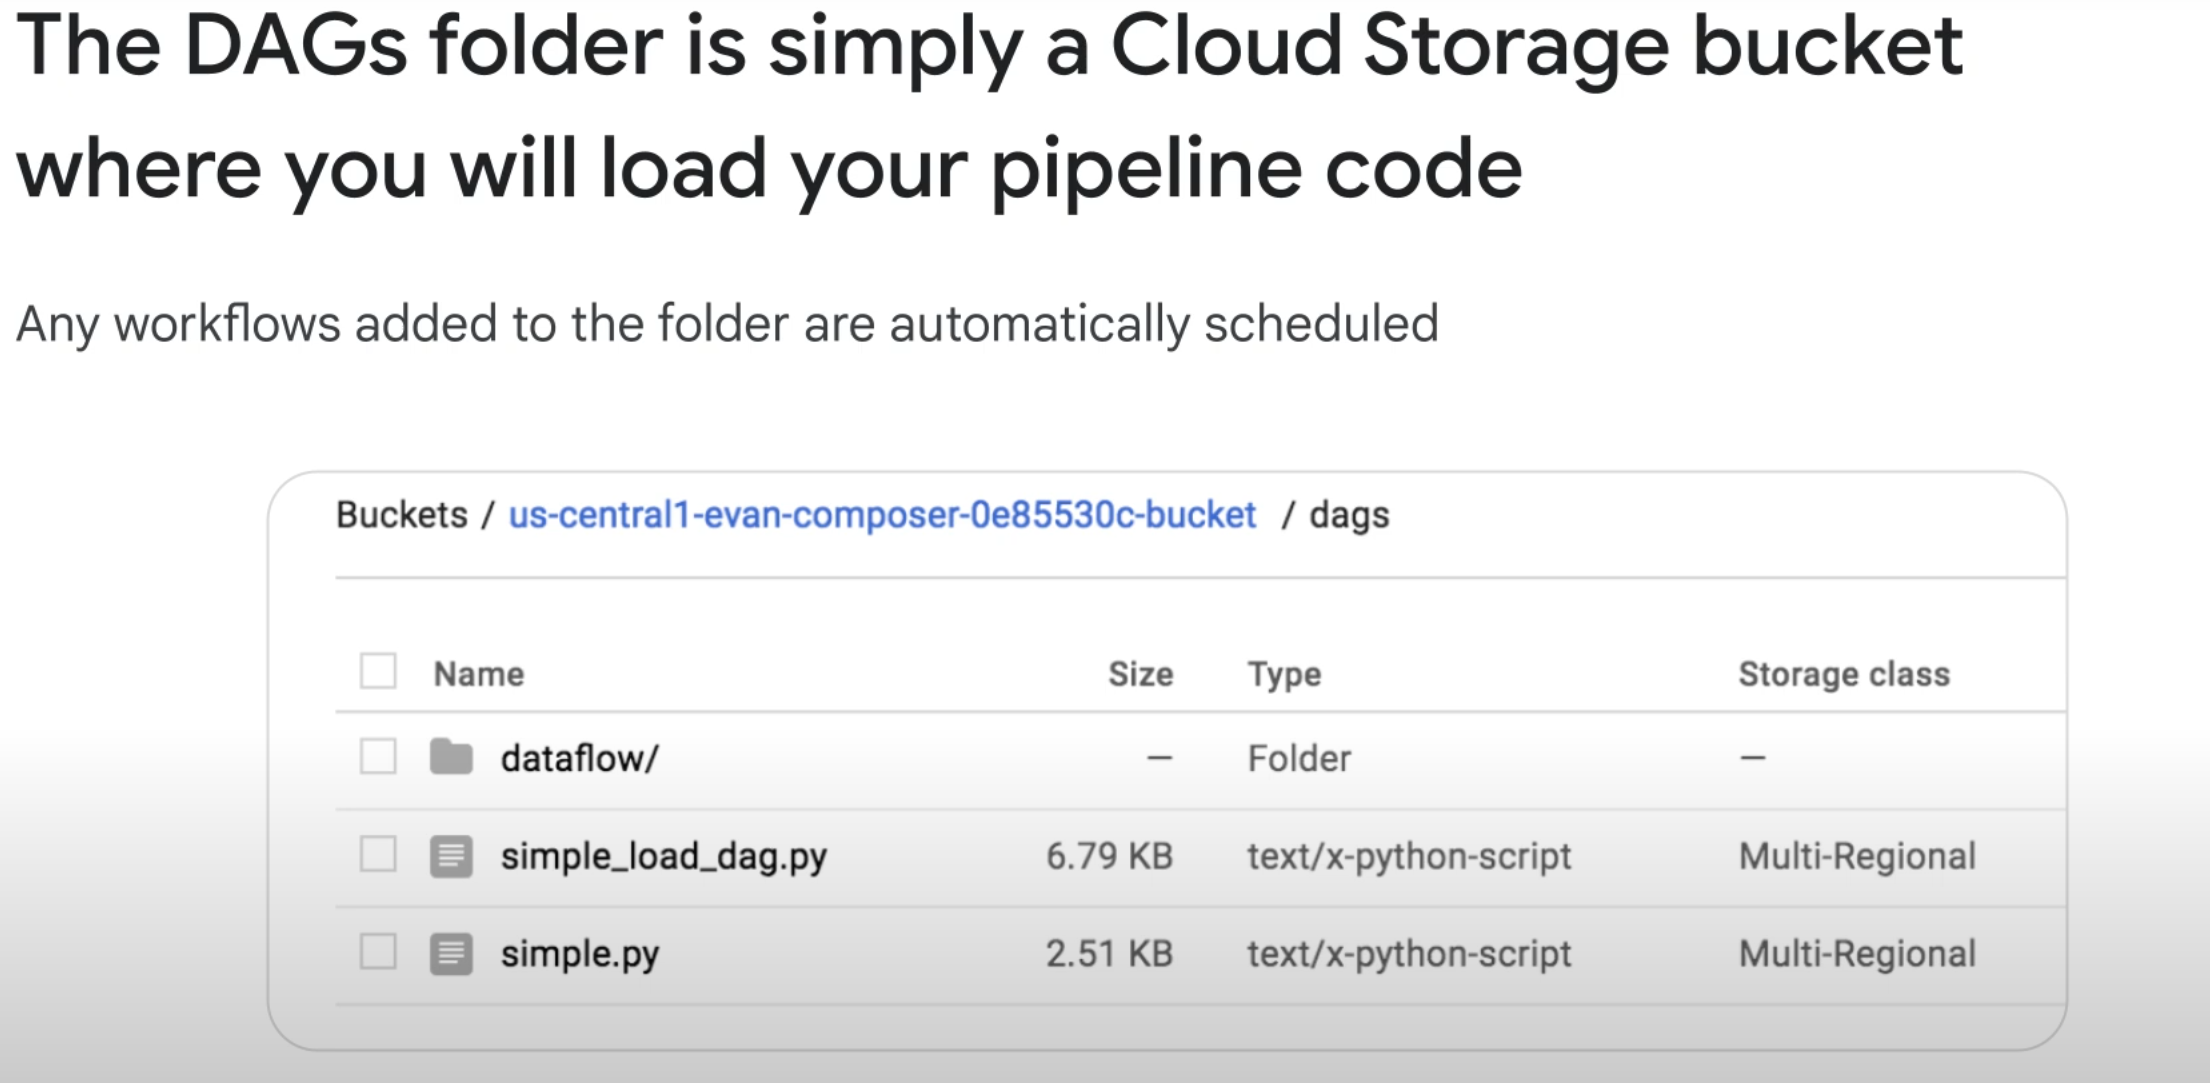 The DAGs folder is simply a Cloud Storage bucket
where you will load your pipeline code
Any workflows added to the folder are automatically scheduled
Buckets / us-central1-evan-composer-0e85530c-bucket / dags
Name Size Type Storage class
dataflow/ — Folder —
simple_load_dag.py 6.79 KB text/x-python-script Multi-Regional
simple.py 2.51 KB text/x-python-script Multi-Regional